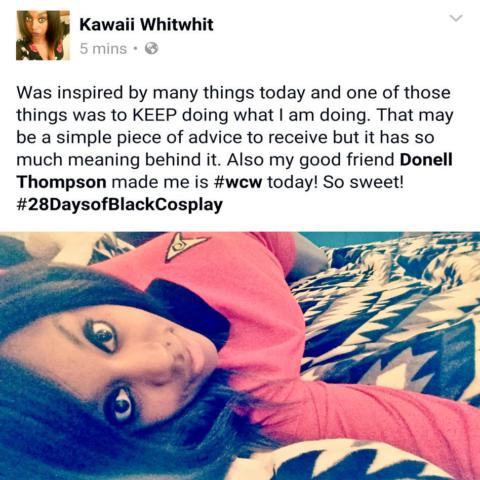 Kawaii Whitwhit
5 mins •
Was inspired by many things today and one of those
things was to KEEP doing what I am doing. That may
be a simple piece of advice to receive but it has so
much meaning behind it. Also my good friend Donell
Thompson made me is #wcw today! So sweet!
#28DaysofBlackCosplay